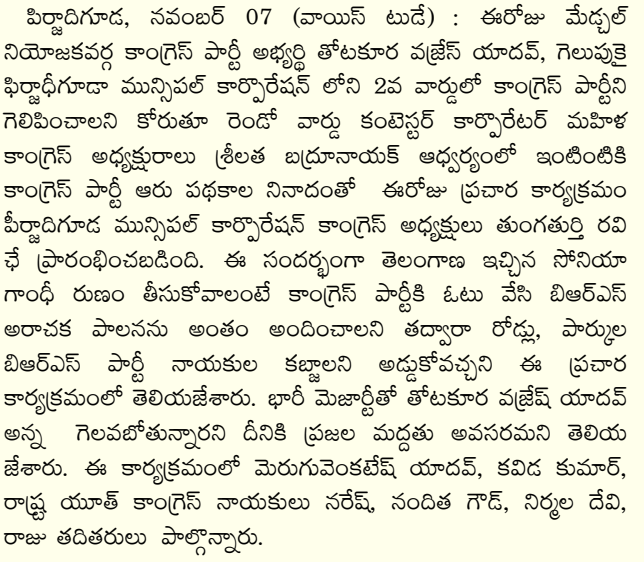 పిర్జాదిగూడ, నవంబర్ 07 (వాయిస్ టుడే) : ఈరోజు మేడ్చల్
నియోజకవర్గ కాంగ్రెస్ పార్టీ అభ్యర్థి తోటకూర వజ్రేస్ యాదవ్, గెలుపుకై
ఫిర్జాధీగూడా మున్సిపల్ కార్పొరేషన్ లోని 2వ వార్డులో కాంగ్రెస్ పార్టీని
గెలిపించాలని కోరుతూ రెండో వార్డు కంటెస్టర్ కార్పొరేటర్ మహిళ
కాంగ్రెస్ అధ్యక్షురాలు శ్రీలత బద్రూనాయక్ ఆధ్వర్యంలో ఇంటింటికి
కాంగ్రెస్ పార్టీ ఆరు పథకాల నినాదంతో ఈరోజు ప్రచార కార్యక్రమం
పీర్జాదిగూడ మున్సిపల్ కార్పొరేషన్ కాంగ్రెస్ అధ్యక్షులు తుంగతుర్తి రవి
ఛే ప్రారంభించబడింది. ఈ సందర్భంగా తెలంగాణ ఇచ్చిన సోనియా
గాంధీ రుణం తీసుకోవాలంటే కాంగ్రెస్ పార్టీకి ఓటు వేసి బిఆర్ఎస్
అరాచక పాలనను అంతం అందించాలని తద్వారా రోడ్లు, పార్కుల
బిఆర్ఎస్ పార్టీ నాయకుల కబ్జాలని అడ్డుకోవచ్చని ఈ ప్రచార
కార్యక్రమంలో తెలియజేశారు. భారీ మెజార్టీతో తోటకూర వజ్రేష్ యాదవ్
అన్న గెలవబోతున్నారని దీనికి ప్రజల మద్దతు అవసరమని తెలియ
జేశారు. ఈ కార్యక్రమంలో మెరుగువెంకటేష్ యాదవ్, కవిడ కుమార్,
రాష్ట్ర యూత్ కాంగ్రెస్ నాయకులు నరేష్, నందిత గౌడ్, నిర్మల దేవి,
రాజు తదితరులు పాల్గొన్నారు.